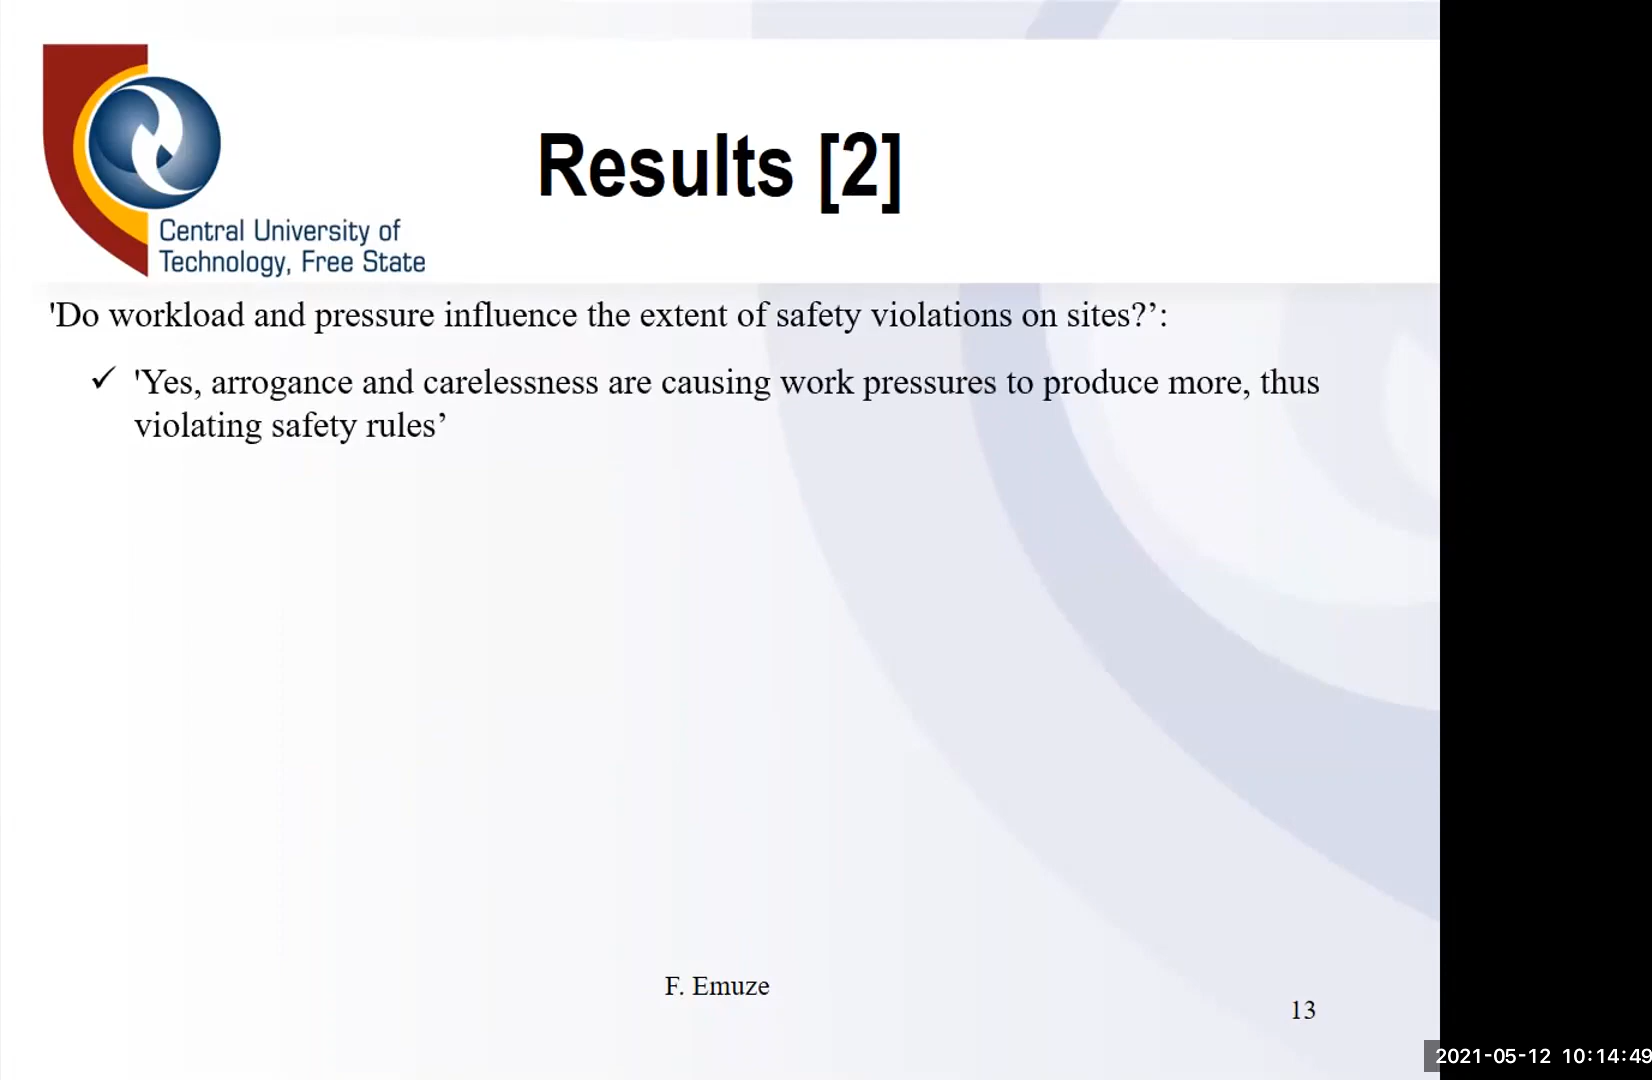 Results [2]
Central University of
Technology, Free State
'Do workload and pressure influence the extent of safety violations on sites?’:
✓ 'Yes, arrogance and carelessness are causing work pressures to produce more, thus
violating safety rules’
F. Emuze
13
2021-05-12 10:14:49